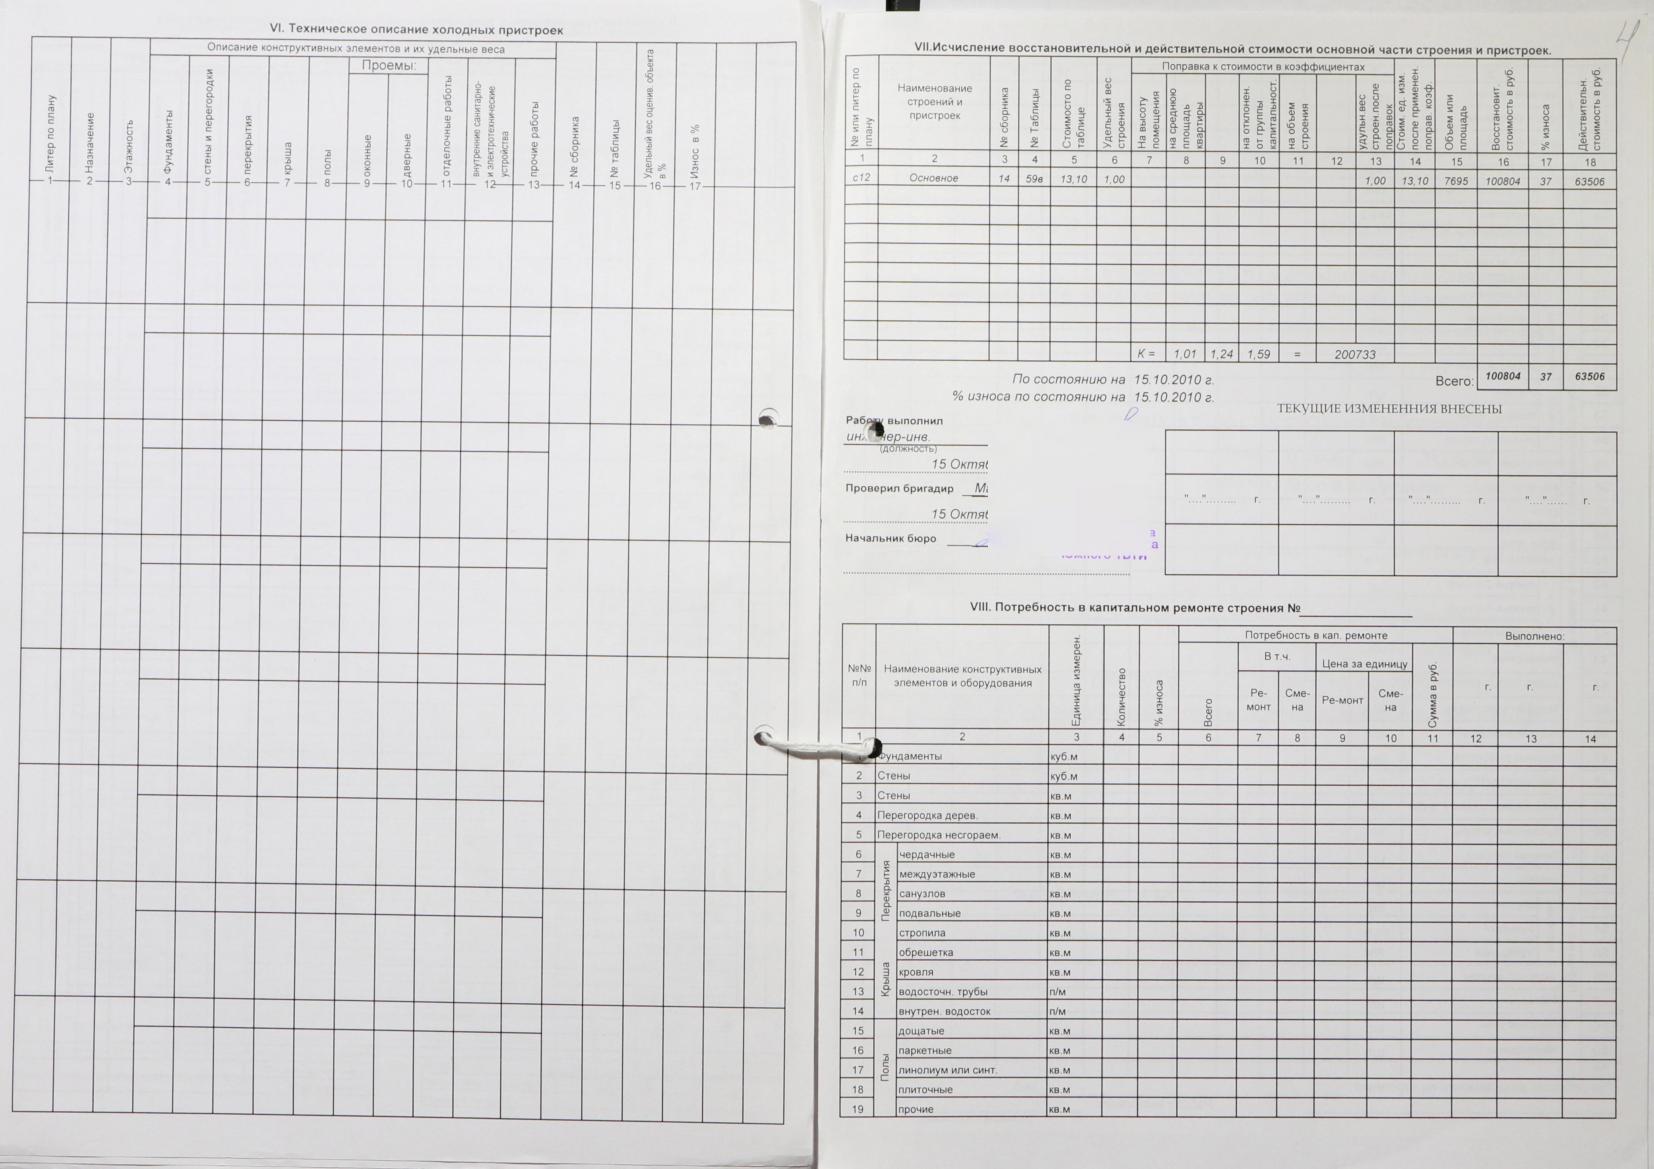 VI. Техническое описание холодных пристроек
Литер по плану
Назначение
Этажность
Описание конструктивных элементов и их удельные веса
Фундаменты
стены и перегородки
перекрытия
крыша
полы
Проемы:
оконные
дверные
отделочные работы
внутренние санитарно-
и электротехнические
устройства
прочие работы
№ сборника
№ таблицы
Удельный вес оценив. объекта
в %
Износ в %
1 2 3 4 5 6 7 8 9 10 11 12 13 14 15 16 17
4
VII.Исчисление восстановительной и действительной стоимости основной части строения и пристроек.
№ или литер по
плану
Наименование
строений и
пристроек
№ сборника
№ Таблицы
Стоимосто по
таблице
Удельный вес
строения
Поправка к стоимости в коэффициентах
На высоту
помещения
на среднюю
площадь
квартиры
на отклонен.
от группы
капитальност.
на объем
строения
удульн вес
строен.после
поправок
Стоим. ед. изм.
после применен.
поправ. коэф.
Объем или
площадь
Восстановит.
стоимость в руб.
% износа
Действительн.
стоимость в руб.
1 2 3 4 5 6 7 8 9 10 11 12 13 14 15 16 17 18
с12 Основное 14 59в 13,10 1,00 1,00 13,10 7695 100804 37 63506
К = 1,01 1,24 1,59 = 200733
Всего: 100804 37 63506
По состоянию на 15.10.2010 г.
% износа по состоянию на 15.10.2010 г.
ТЕКУЩИЕ ИЗМЕНЕННИЯ ВНЕСЕНЫ
Работу выполнил
(должность)
15
Проверил бригадир
15
Начальник бюро
"...."......... г. "...."........ г. "...."......... г. "...."...... г.
VIII. Потребность в капитальном ремонте строения №
№№
п/п
Наименование конструктивных
элементов и оборудования
Единица измерен.
Количество
% износа
Потребность в кап. ремонте
Всего
В т.ч.
Ре-
монт
Сме-
на
Цена за единицу
Ре-монт
Сме-
на
Сумма в руб.
Выполнено:
г. г. г.
1 2 3 4 5 6 7 8 9 10 11 12 13 14
Фундаменты куб.м
2 Стены куб.м
3 Стены кв.м
4 Перегородка дерев. кв.м
5 Перегородка несгораем. кв.м
Перекрытия
6 чердачные кв.м
7 междуэтажные кв.м
8 санузлов кв.м
9 подвальные кв.м
Крыша
10 стропила кв.м
11 обрешетка кв.м
12 кровля кв.м
13 водосточн. трубы п/м
14 внутрен. водосток п/м
Полы
15 дощатые кв.м
16 паркетные кв.м
17 линолиум или синт. кв.м
18 плиточные кв.м
19 прочие кв.м